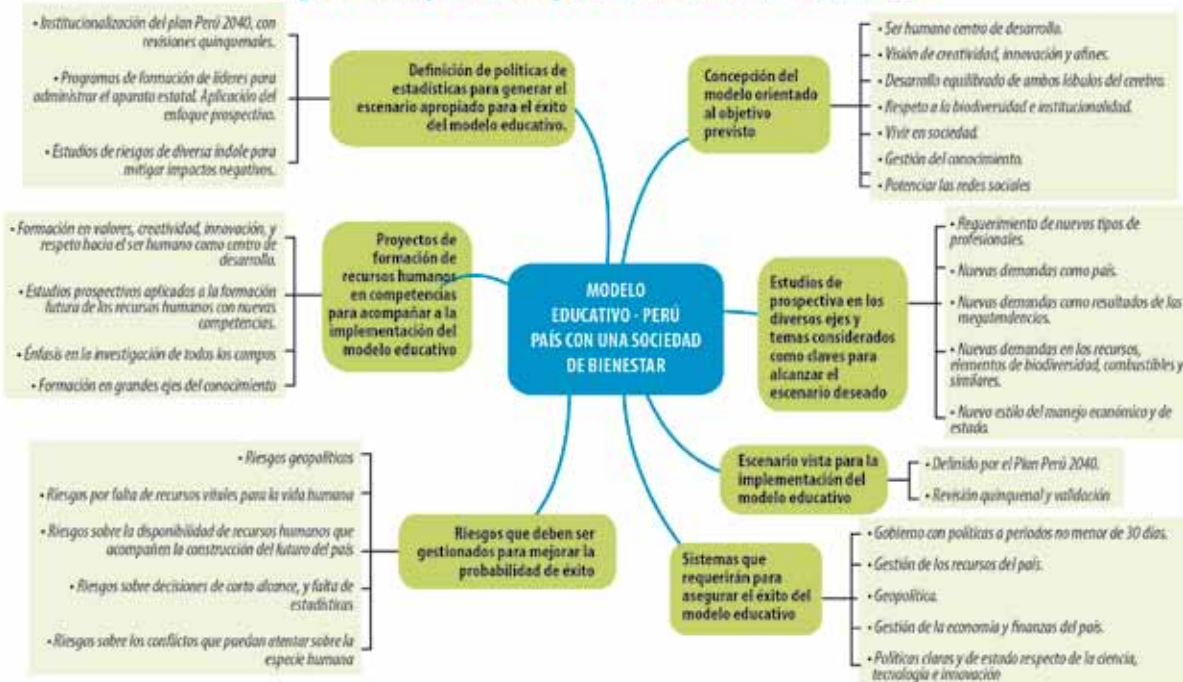 • Institucionalización del plan Perú 2040, con
revisiones quinquenales.
• Programas de formación de líderes para
administrar el aparato estatal. Aplicación del
enfoque prospectivo.
• Estudios de riesgos de diversa índole para
mitigar impactos negativos.
Definición de políticas de
estadísticas para generar el
escenario apropiado para el éxito
del modelo educativo.
Concepción del
modelo orientado
al objetivo
previsto
• Ser humano centro de desarrollo.
• Visión de creatividad, innovación y afines.
• Desarrollo equilibrado de ambos lóbulos del cerebro.
• Respeto a la biodiversidad e institucionalidad.
• Vivir en sociedad.
• Gestión del conocimiento.
• Potenciar las redes sociales
• Formación en valores, creatividad, innovación, y
respeto hacia el ser humano como centro de
desarrollo.
• Estudios prospectivos aplicados a la formación
futura de los recursos humanos con nuevas
competencias.
• Énfasis en la investigación de todos los campos
• Formación en grandes ejes del conocimiento
Proyectos de
formación de
recursos humanos
en competencias
para acompañar a la
implementación del
modelo educativo
MODELO
EDUCATIVO - PERÚ
PAÍS CON UNA SOCIEDAD
DE BIENESTAR
Estudios de
prospectiva en los
diversos ejes y
temas considerados
como claves para
alcanzar el
escenario deseado
• Requerimiento de nuevos tipos de
profesionales.
• Nuevas demandas como país.
• Nuevas demandas como resultados de las
megatendencias.
• Nuevas demandas en los recursos,
elementos de biodiversidad, combustibles y
similares.
• Nuevo estilo del manejo económico y de
estado.
Escenario vista para la
implementación del
modelo educativo
• Definido por el Plan Perú 2040.
• Revisión quinquenal y validación
• Riesgos geopolíticos
• Riesgos por falta de recursos vitales para la vida humana
• Riesgos sobre la disponibilidad de recursos humanos que
acompañen la construcción del futuro del país
• Riesgos sobre decisiones de corto alcance, y falta de
estadísticas
• Riesgos sobre los conflictos que puedan atentar sobre la
especie humana
Riesgos que deben ser
gestionados para mejorar la
probabilidad de éxito
Sistemas que
requerirán para
asegurar el éxito del
modelo educativo
• Gobierno con políticas a periodos no menor de 30 días.
• Gestión de los recursos del país.
• Geopolítica.
• Gestión de la economía y finanzas del país.
• Políticas claras y de estado respecto de la ciencia,
tecnología e innovación